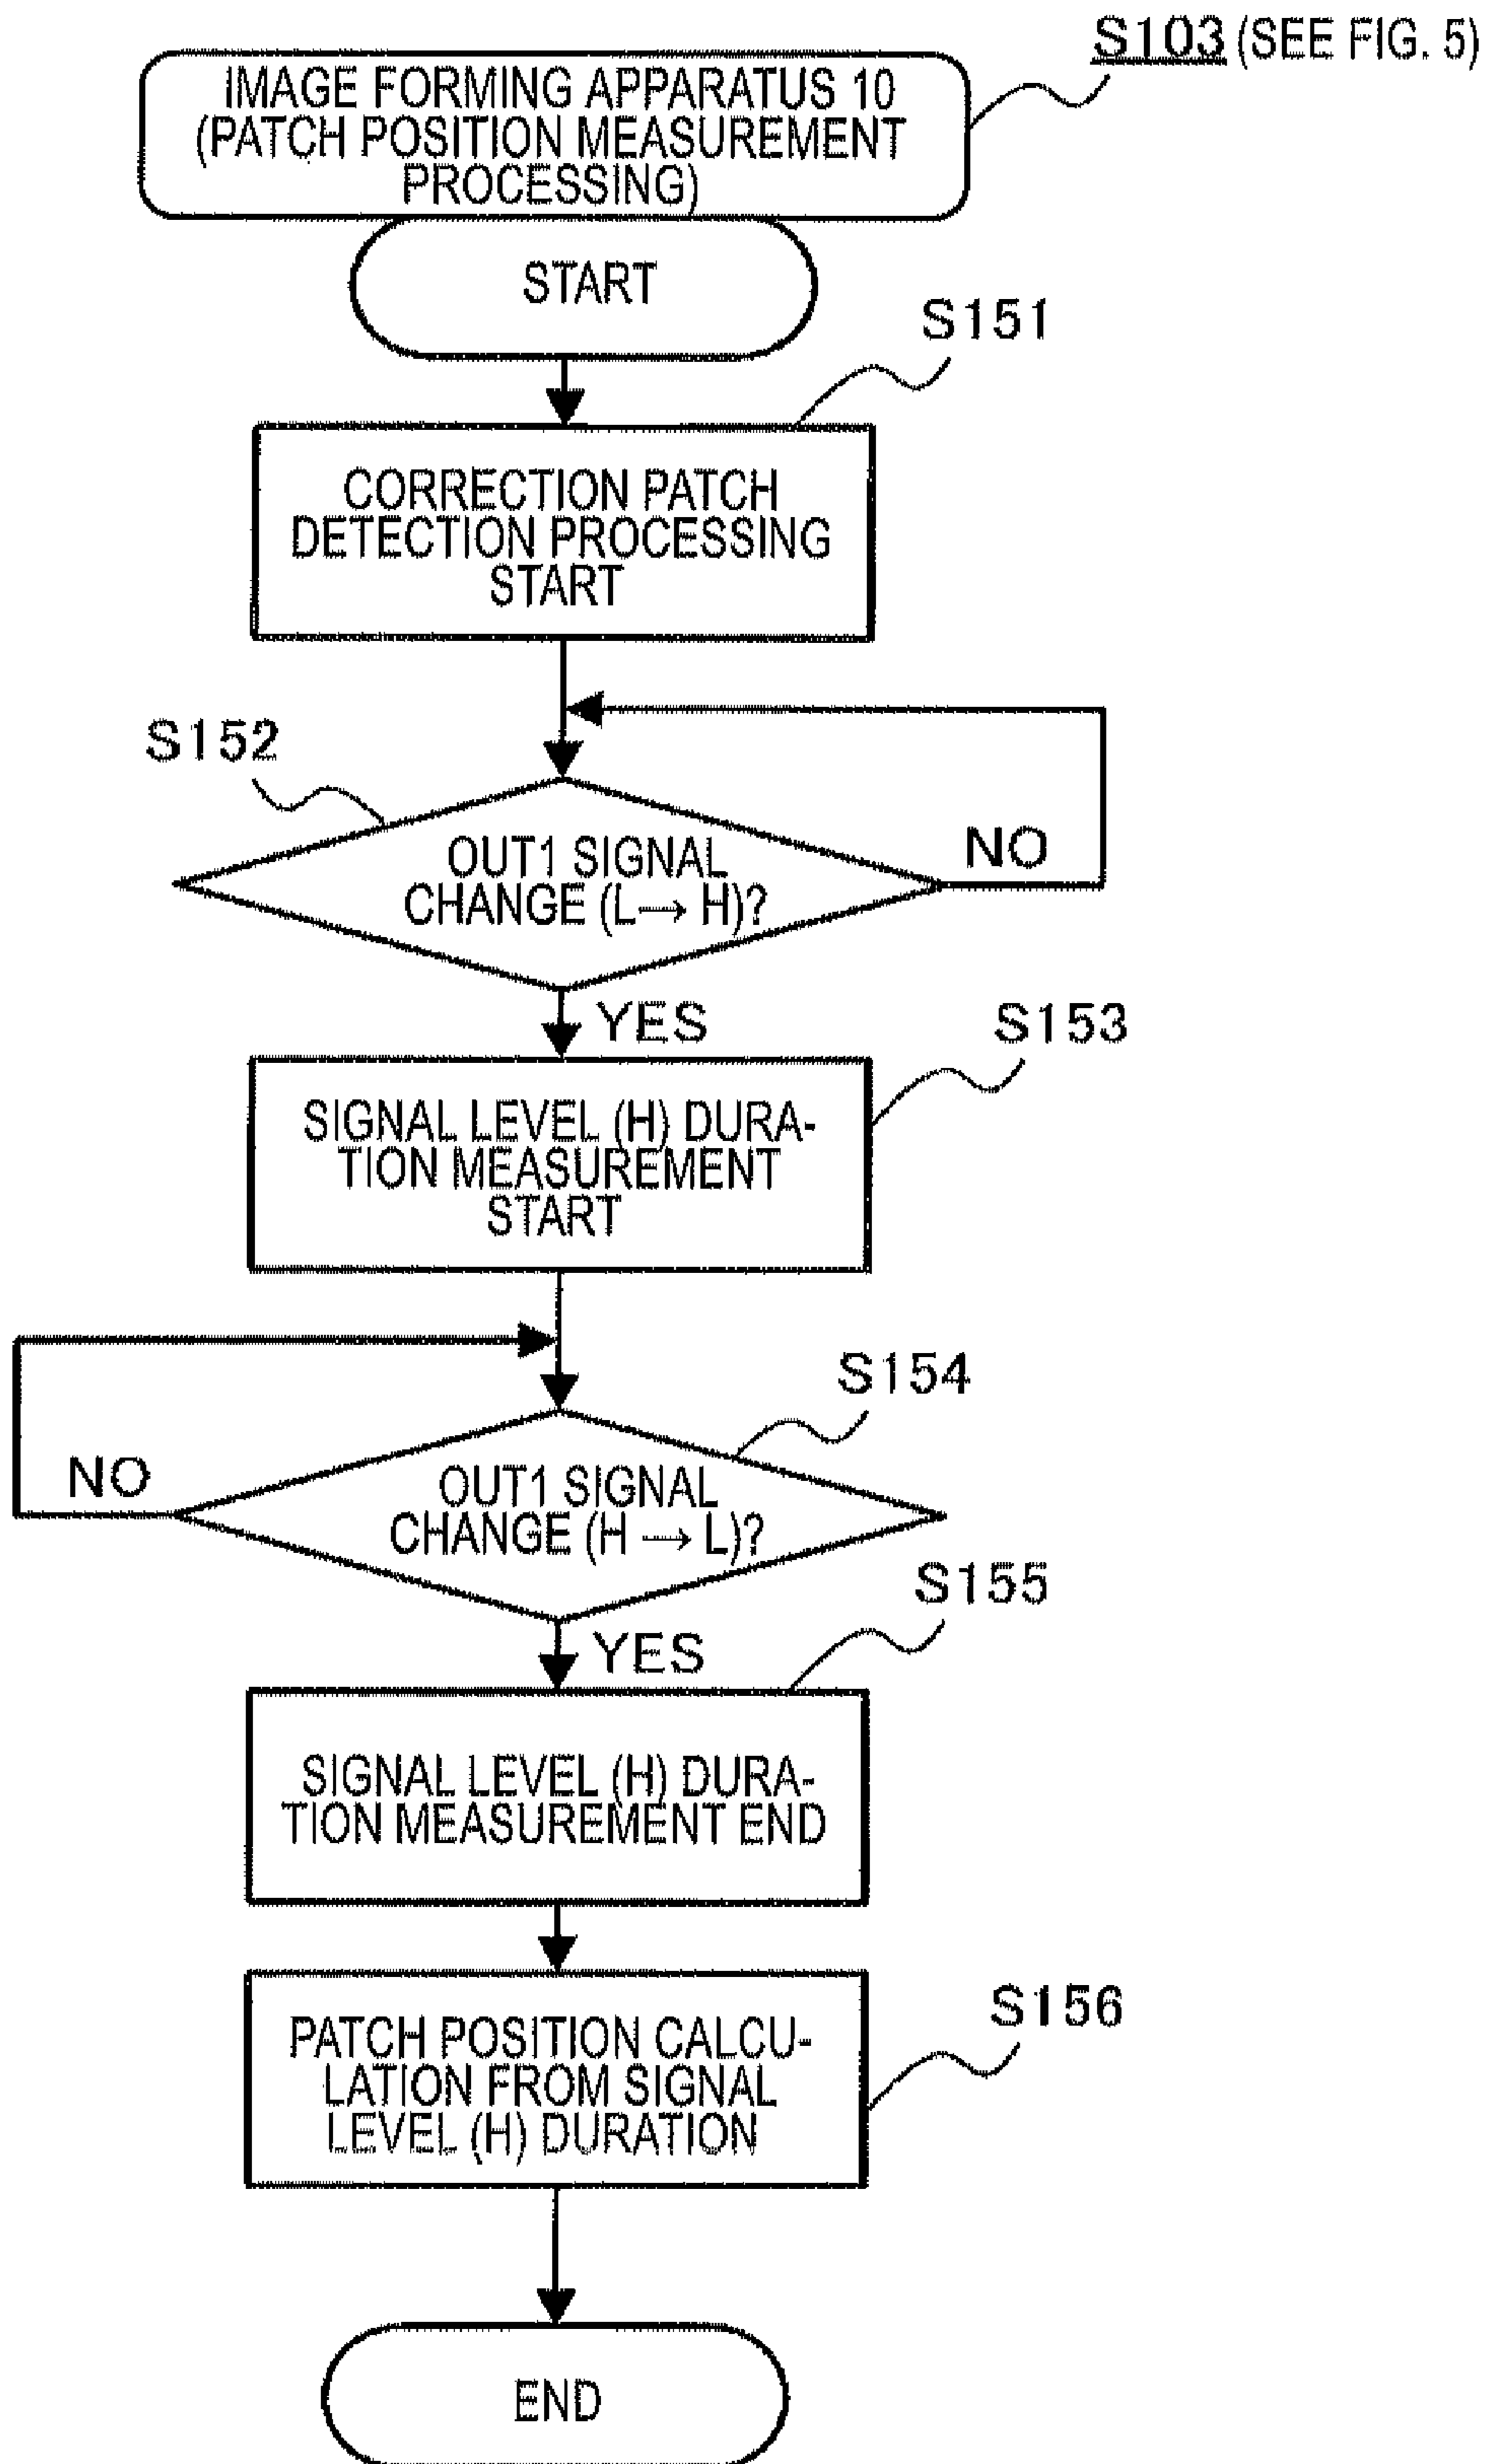 S103 (SEE FIG. 5)
IMAGE FORMING APPARATUS 10
(PATCH POSITION MEASUREMENT
PROCESSING)
START
S151
CORRECTION PATCH
DETECTION PROCESSING
START
S152
OUT1 SIGNAL
CHANGE (L→ H)?
NO
YES
S153
SIGNAL LEVEL (H) DURA-
TION MEASUREMENT
START
S154
NO
OUT1 SIGNAL
CHANGE (H → L)?
S155
YES
SIGNAL LEVEL (H) DURA-
TION MEASUREMENT END
S156
PATCH POSITION CALCU-
LATION FROM SIGNAL
LEVEL (H) DURATION
END